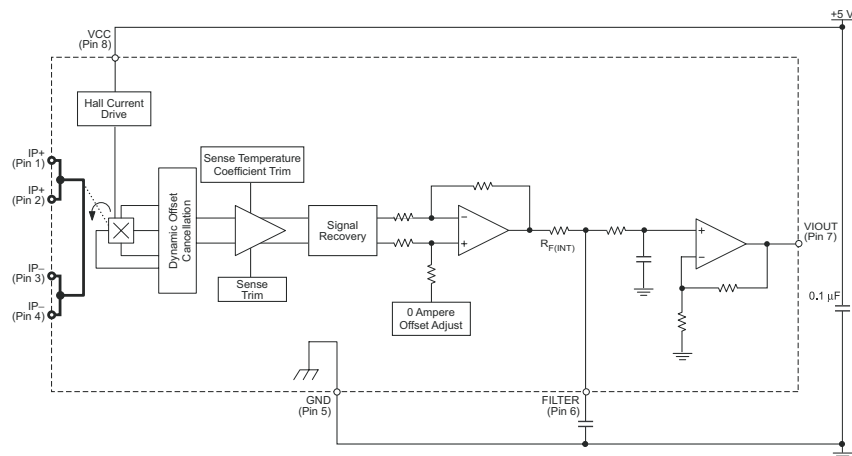 +5 V
VCC
(Pin 8)
Hall Current
Drive
IP+
(Pin 1)
IP+
(Pin 2)
IP−
(Pin 3)
IP−
(Pin 4)
Dynamic Offset
Cancellation
Sense Temperature
Coefficient Trim
Sense
Trim
Signal
Recovery
0 Ampere
Offset Adjust
−
+
RF(INT)
+
−
VIOUT
(Pin 7)
0.1 µF
GND
(Pin 5)
FILTER
(Pin 6)